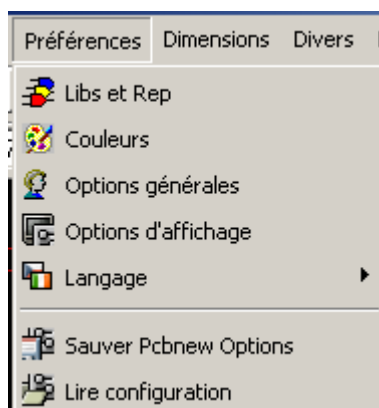 Préférences Dimensions Divers
Libs et Rep
Couleurs
Options générales
Options d'affichage
Langage
Sauver Pcbnew Options
Lire configuration